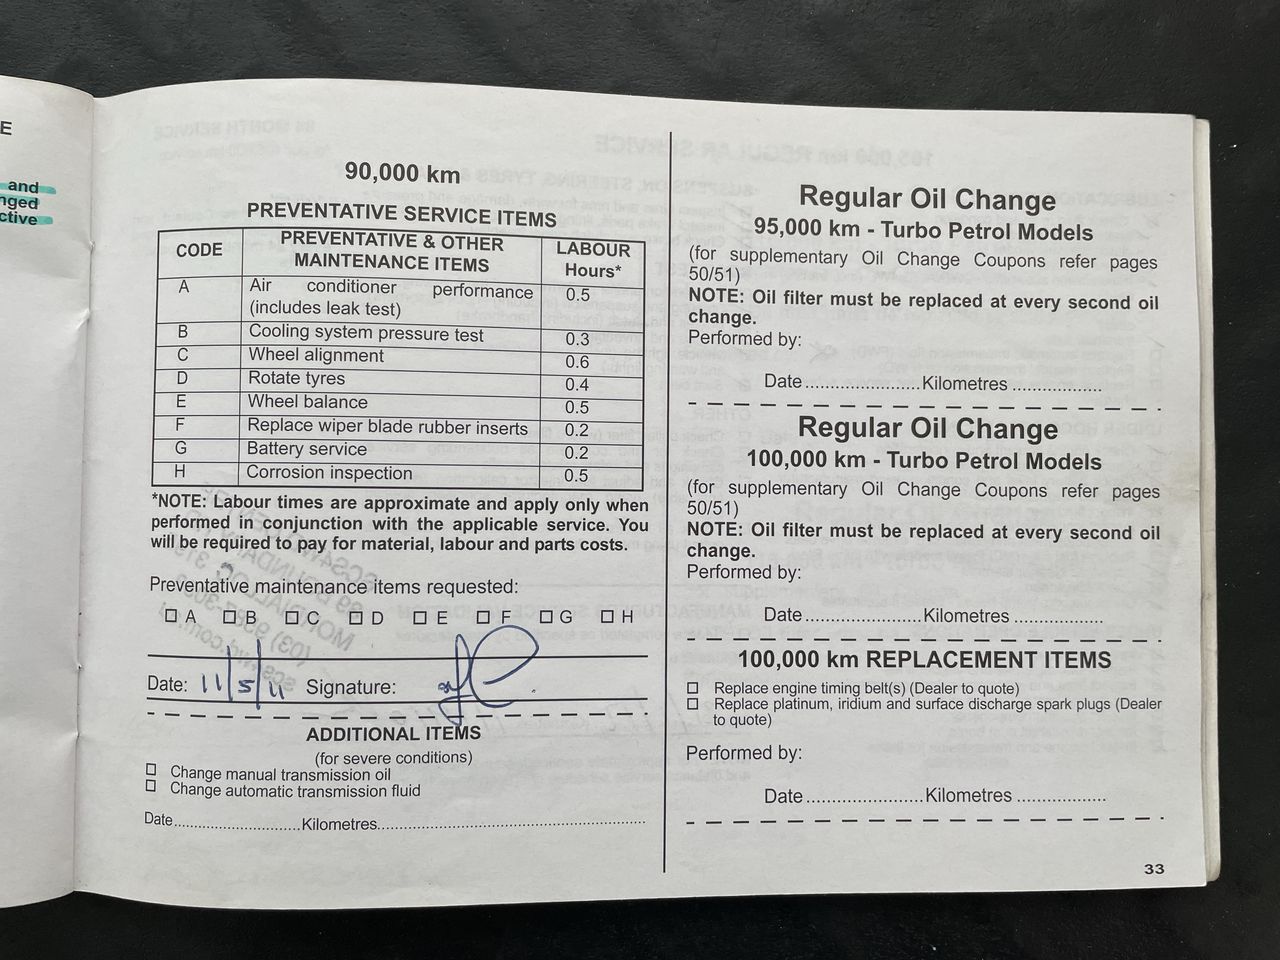 E
and
nged
ctive
90,000 km
PREVENTATIVE SERVICE ITEMS
CODE PREVENTATIVE & OTHER MAINTENANCE ITEMS LABOUR Hours*
A Air conditioner performance (includes leak test) 0.5
B Cooling system pressure test 0.3
C Wheel alignment 0.6
D Rotate tyres 0.4
E Wheel balance 0.5
F Replace wiper blade rubber inserts 0.2
G Battery service 0.2
H Corrosion inspection 0.5
*NOTE: Labour times are approximate and apply only when
performed in conjunction with the applicable service. You
will be required to pay for material, labour and parts costs.
Preventative maintenance items requested:
☐ A ☐ B ☐ C ☐ D ☐ E ☐ F ☐ G ☐ H
Date: 11/5/11 Signature:
ADDITIONAL ITEMS
(for severe conditions)
☐ Change manual transmission oil
☐ Change automatic transmission fluid
Date..........................Kilometres..........................
Regular Oil Change
95,000 km - Turbo Petrol Models
(for supplementary Oil Change Coupons refer pages
50/51)
NOTE: Oil filter must be replaced at every second oil
change.
Performed by:
Date.......................Kilometres..................
Regular Oil Change
100,000 km - Turbo Petrol Models
(for supplementary Oil Change Coupons refer pages
50/51)
NOTE: Oil filter must be replaced at every second oil
change.
Performed by:
Date.......................Kilometres..................
100,000 km REPLACEMENT ITEMS
☐ Replace engine timing belt(s) (Dealer to quote)
☐ Replace platinum, iridium and surface discharge spark plugs (Dealer
to quote)
Performed by:
Date.......................Kilometres..................
33